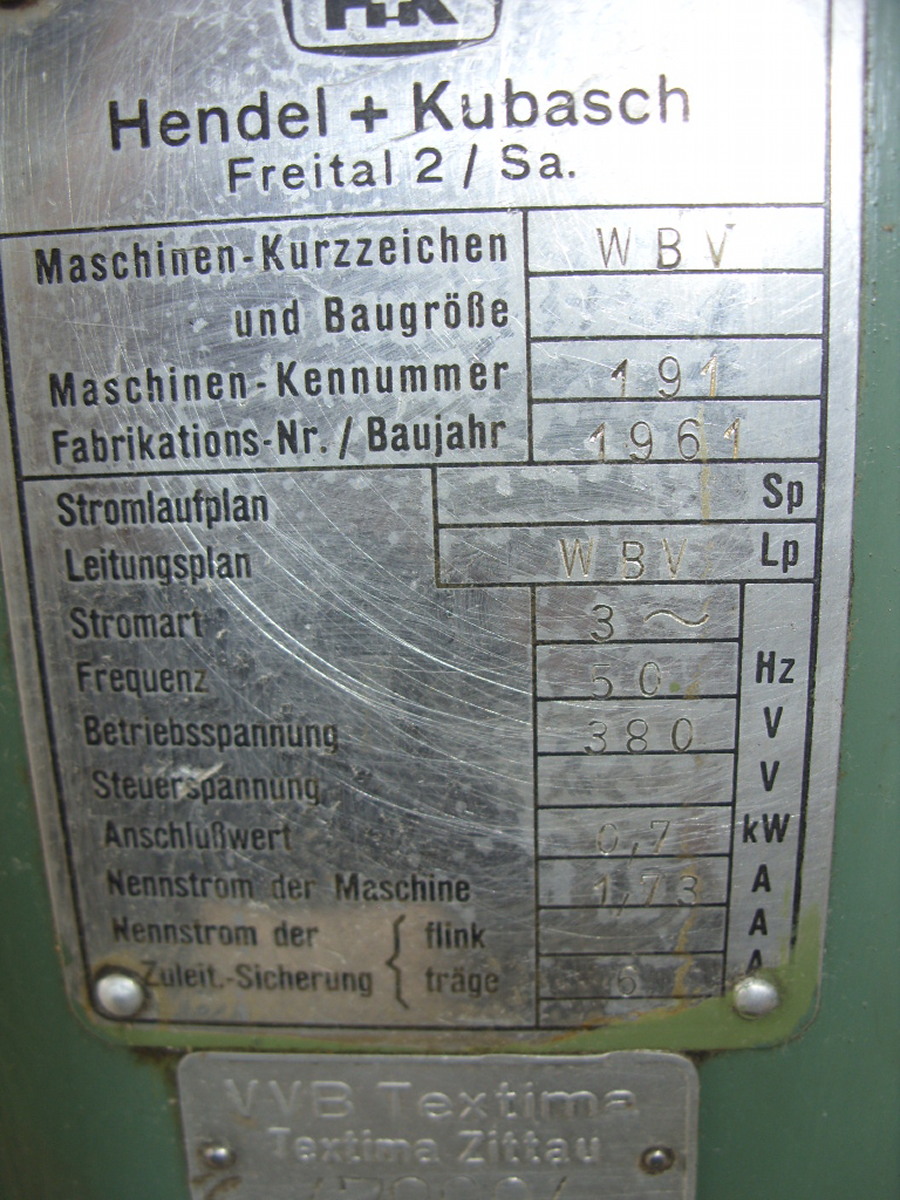 H+K
Hendel + Kubasch
Freital 2 / Sa.
Maschinen-Kurzzeichen W B V
und Baugröße
Maschinen-Kennummer 191
Fabrikations-Nr. / Baujahr 1961
Stromlaufplan Sp
Leitungsplan W B V Lp
Stromart 3 ~
Frequenz 50 Hz
Betriebsspannung 380 V
Steuerspannung V
Anschlußwert 0,7 kW
Nennstrom der Maschine 1,73 A
Nennstrom der { flink A
Zuleit.-Sicherung träge 6 A
VVB Textima
Textima Zittau